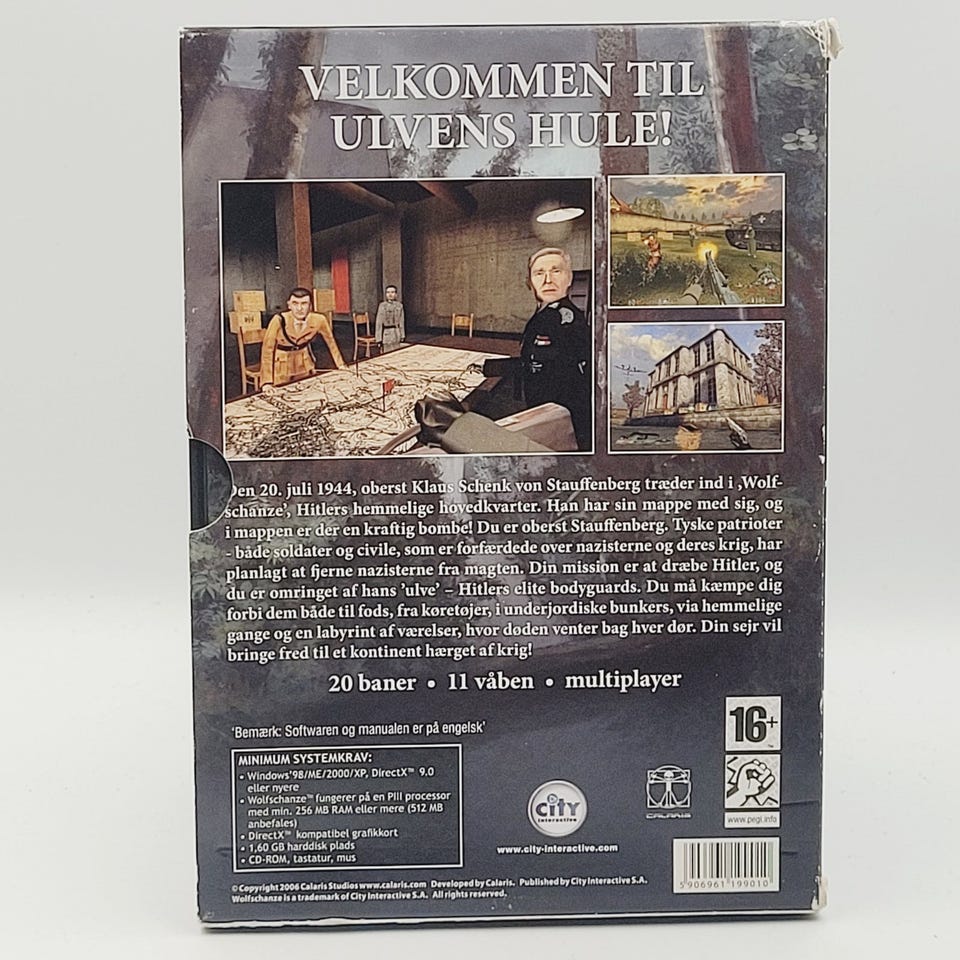 VELKOMMEN TIL
ULVENS HULE!
Den 20. juli 1944, oberst Klaus Schenk von Stauffenberg træder ind i ‚Wolf-
schanze’, Hitlers hemmelige hovedkvarter. Han har sin mappe med sig, og
i mappen er der en kraftig bombe! Du er oberst Stauffenberg. Tyske patrioter
- både soldater og civile, som er forfærdede over nazisterne og deres krig, har
planlagt at fjerne nazisterne fra magten. Din mission er at dræbe Hitler, og
du er omringet af hans ’ulve’ – Hitlers elite bodyguards. Du må kæmpe dig
forbi dem både til fods, fra køretøjer, i underjordiske bunkers, via hemmelige
gange og en labyrint af værelser, hvor døden venter bag hver dør. Din sejr vil
bringe fred til et kontinent hærget af krig!
20 baner • 11 våben • multiplayer
‘Bemærk: Softwaren og manualen er på engelsk’
MINIMUM SYSTEMKRAV:
• Windows'98/ME/2000/XP, DirectX™ 9.0
eller nyere
• Wolfschanze™ fungerer på en PIII processor
med min. 256 MB RAM eller mere (512 MB
anbefales)
• DirectX™ kompatibel grafikkort
• 1,60 GB harddisk plads
• CD-ROM, tastatur, mus
city
interactive
www.city-interactive.com
CALARIS
16+
www.pegi.info
5 906961 199010
©Copyright 2006 Calaris Studios www.calaris.com Developed by Calaris. Published by City Interactive S.A.
Wolfschanze is a trademark of City Interactive S.A. All rights reserved.